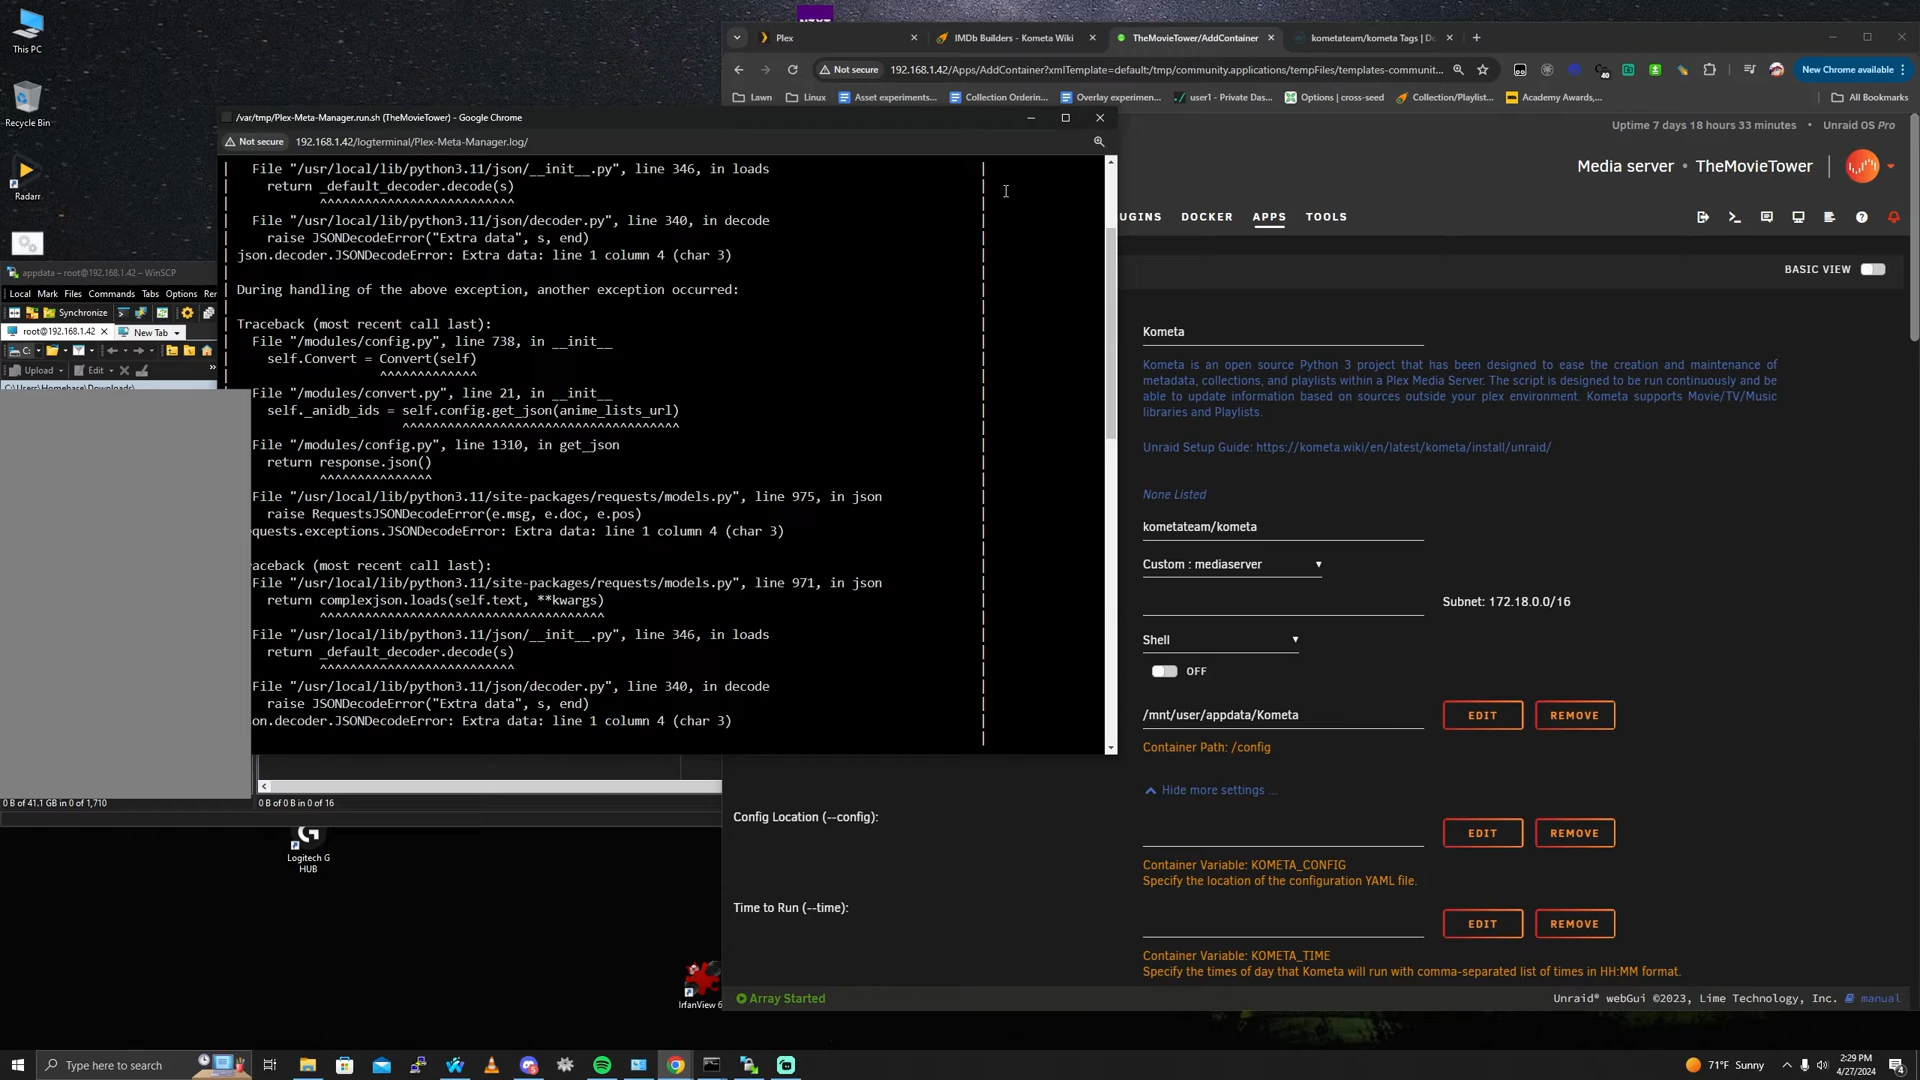 This PC
Recycle Bin
Radarr
appdata – root@192.168.1.42 – WinSCP
Local Mark Files Commands Tabs Options
Synchronize
root@192.168.1.42 New Tab
C:
Upload Edit
C:\Users\Homebase\Downloads\
0 B of 41.1 GB in 0 of 1,710
0 B of 0 B in 0 of 16
Logitech G
HUB
IrfanView 6
/var/tmp/Plex-Meta-Manager.run.sh (TheMovieTower) - Google Chrome
Not secure 192.168.1.42/logterminal/Plex-Meta-Manager.log/
| File "/usr/local/lib/python3.11/json/__init__.py", line 346, in loads |
| return _default_decoder.decode(s) |
| ^^^^^^^^^^^^^^^^^^^^^^^^^^ |
| File "/usr/local/lib/python3.11/json/decoder.py", line 340, in decode |
| raise JSONDecodeError("Extra data", s, end) |
| json.decoder.JSONDecodeError: Extra data: line 1 column 4 (char 3) |
| During handling of the above exception, another exception occurred: |
| Traceback (most recent call last): |
| File "/modules/config.py", line 738, in __init__ |
| self.Convert = Convert(self) |
| ^^^^^^^^^^^^^ |
File "/modules/convert.py", line 21, in __init__ |
self._anidb_ids = self.config.get_json(anime_lists_url) |
^^^^^^^^^^^^^^^^^^^^^^^^^^^^^^^^^^^^^ |
File "/modules/config.py", line 1310, in get_json |
return response.json() |
^^^^^^^^^^^^^^^ |
File "/usr/local/lib/python3.11/site-packages/requests/models.py", line 975, in json |
raise RequestsJSONDecodeError(e.msg, e.doc, e.pos) |
quests.exceptions.JSONDecodeError: Extra data: line 1 column 4 (char 3) |
aceback (most recent call last): |
File "/usr/local/lib/python3.11/site-packages/requests/models.py", line 971, in json |
return complexjson.loads(self.text, **kwargs) |
^^^^^^^^^^^^^^^^^^^^^^^^^^^^^^^^^^^^^^ |
File "/usr/local/lib/python3.11/json/__init__.py", line 346, in loads |
return _default_decoder.decode(s) |
^^^^^^^^^^^^^^^^^^^^^^^^^^ |
File "/usr/local/lib/python3.11/json/decoder.py", line 340, in decode |
raise JSONDecodeError("Extra data", s, end) |
on.decoder.JSONDecodeError: Extra data: line 1 column 4 (char 3) |
Plex IMDb Builders - Kometa Wiki TheMovieTower/AddContainer kometateam/kometa Tags | D
Not secure 192.168.1.42/Apps/AddContainer?xmlTemplate=default:/tmp/community.applications/tempFiles/templates-communit... 40 New Chrome available
Lawn Linux Asset experiments... Collection Orderin... Overlay experimen... user1 - Private Das... Options | cross-seed Collection/Playlist... Academy Awards,... All Bookmarks
Uptime 7 days 18 hours 33 minutes • Unraid OS Pro
Media server • TheMovieTower
UGINS DOCKER APPS TOOLS
BASIC VIEW
Kometa
Kometa is an open source Python 3 project that has been designed to ease the creation and maintenance of
metadata, collections, and playlists within a Plex Media Server. The script is designed to be run continuously and be
able to update information based on sources outside your plex environment. Kometa supports Movie/TV/Music
libraries and Playlists.
Unraid Setup Guide: https://kometa.wiki/en/latest/kometa/install/unraid/
None Listed
kometateam/kometa
Custom : mediaserver
Subnet: 172.18.0.0/16
Shell
OFF
/mnt/user/appdata/Kometa EDIT REMOVE
Container Path: /config
Hide more settings ...
Config Location (--config): EDIT REMOVE
Container Variable: KOMETA_CONFIG
Specify the location of the configuration YAML file.
Time to Run (--time): EDIT REMOVE
Container Variable: KOMETA_TIME
Specify the times of day that Kometa will run with comma-separated list of times in HH:MM format.
Array Started Unraid® webGui ©2023, Lime Technology, Inc. manual
Type here to search 71°F Sunny 2:29 PM
4/27/2024